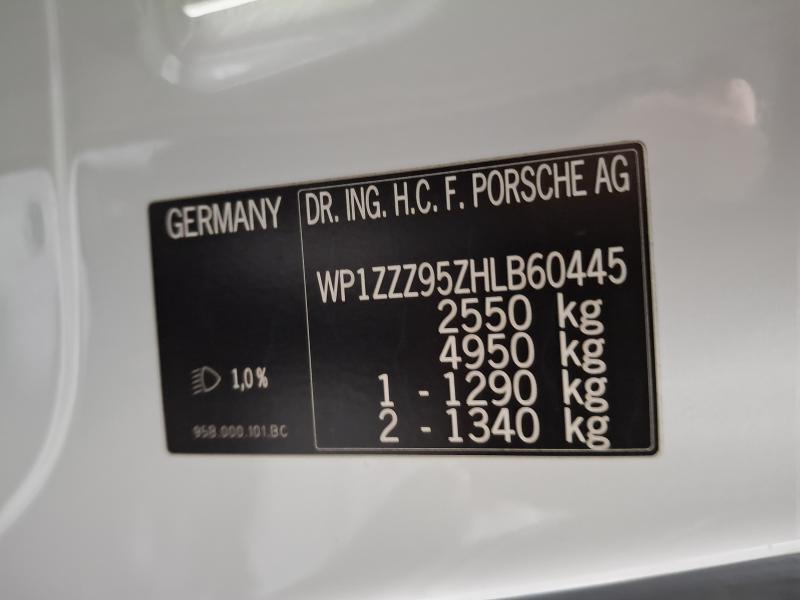 GERMANY
DR. ING. H.C. F. PORSCHE AG
WP1ZZZ95ZHLB60445
2550 kg
4950 kg
1 - 1290 kg
2 - 1340 kg
1,0%
958.000.101.BC